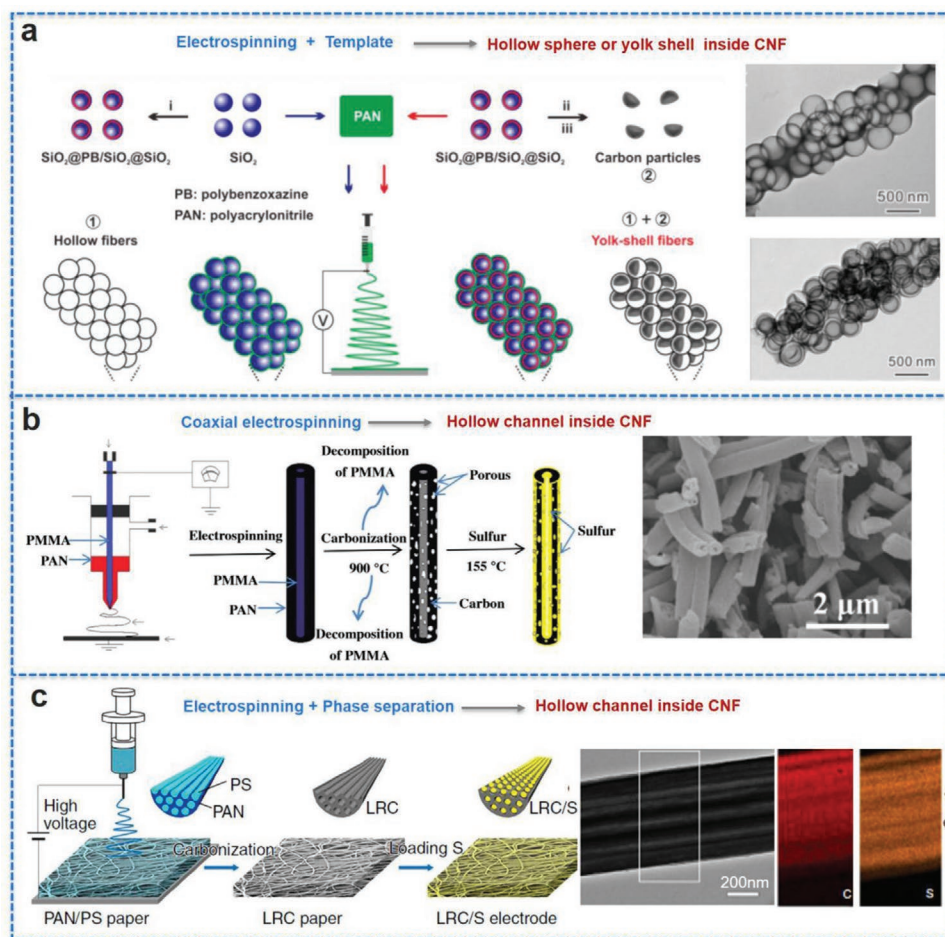 a
Electrospinning + Template
Hollow sphere or yolk shell inside CNF
i
PAN
ii
iii
SiO₂@PB/SiO₂@SiO₂
SiO₂
SiO₂@PB/SiO₂@SiO₂
Carbon particles
②
500 nm
PB: polybenzoxazine
PAN: polyacrylonitrile
①
Hollow fibers
① + ②
Yolk-shell fibers
V
500 nm
b
Coaxial electrospinning
Hollow channel inside CNF
PMMA
PAN
Electrospinning
PMMA
PAN
Decomposition
of PMMA
Carbonization
900 °C
Decomposition
of PMMA
Porous
Carbon
Sulfur
155 °C
Sulfur
2 µm
c
Electrospinning + Phase separation
Hollow channel inside CNF
High
voltage
PS
PAN
LRC
LRC/S
Carbonization
Loading S
PAN/PS paper
LRC paper
LRC/S electrode
200nm
C
S